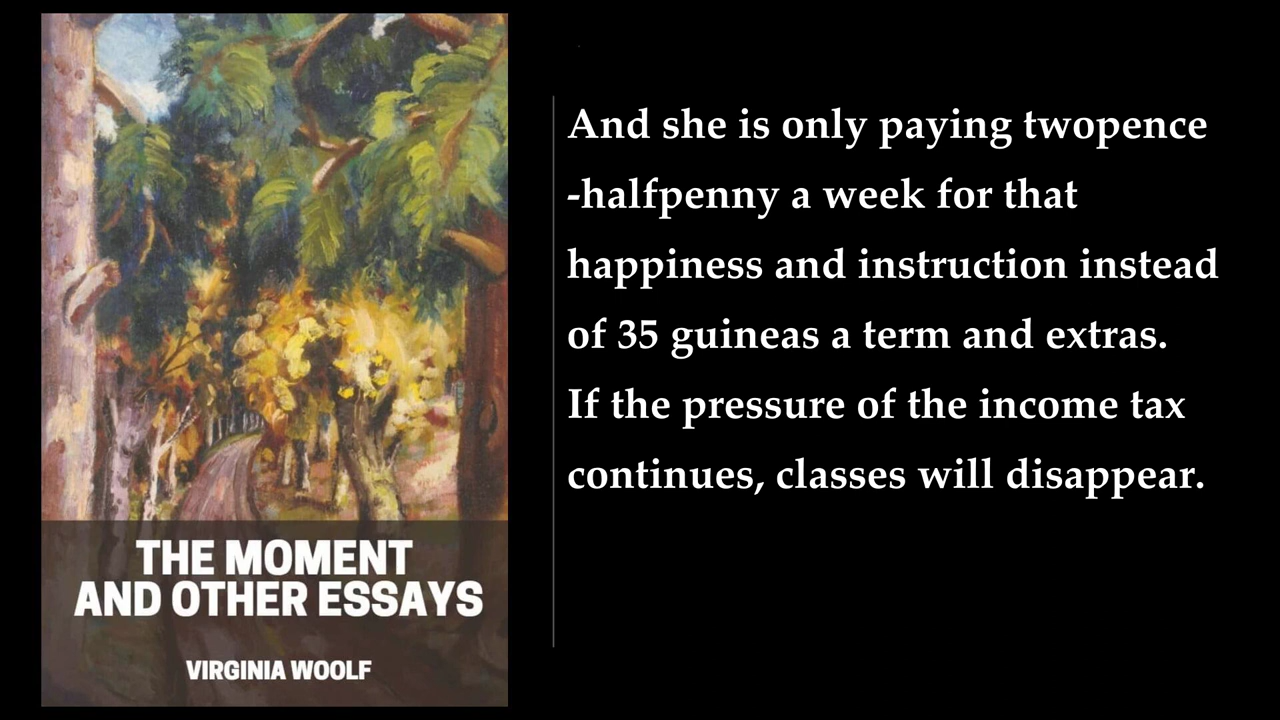 THE MOMENT
AND OTHER ESSAYS
VIRGINIA WOOLF
And she is only paying twopence
-halfpenny a week for that
happiness and instruction instead
of 35 guineas a term and extras.
If the pressure of the income tax
continues, classes will disappear.